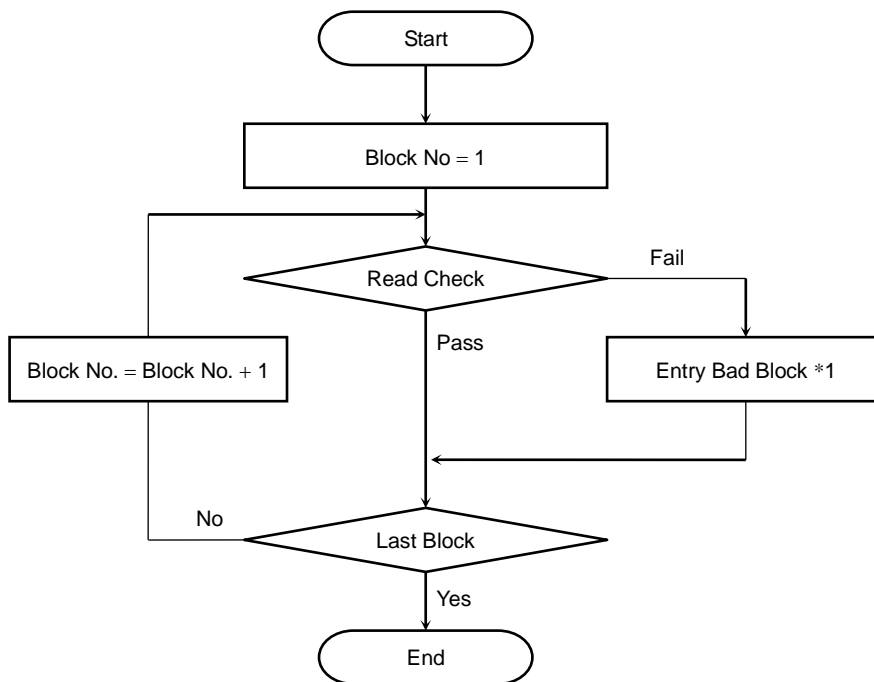 Start
Block No = 1
Read Check
Fail
Pass
Block No. = Block No. + 1
Entry Bad Block *1
No
Last Block
Yes
End